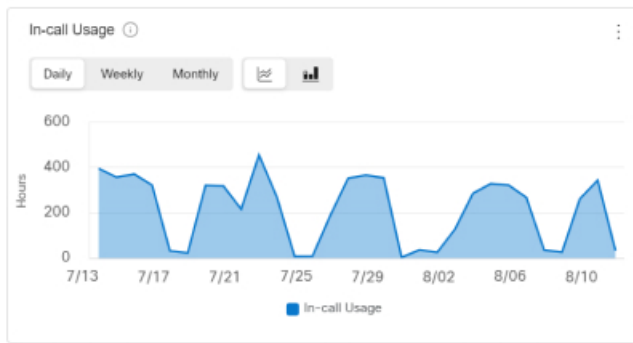 In-call Usage
Daily Weekly Monthly
600
400
200
0
Hours
7/13 7/17 7/21 7/25 7/29 8/02 8/06 8/10
In-call Usage